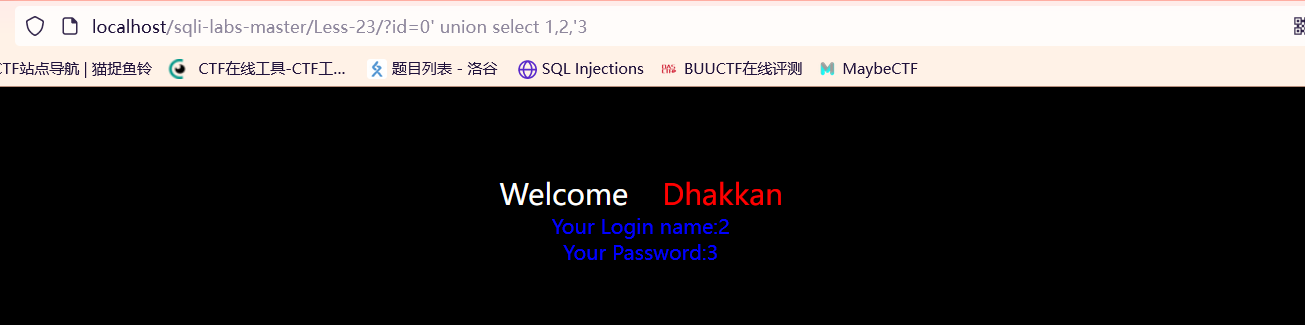 localhost/sqli-labs-master/Less-23/?id=0' union select 1,2,'3
CTF站点导航 | 猫捉鱼铃 CTF在线工具-CTF工... 题目列表 - 洛谷 SQL Injections BUUCTF在线评测 MaybeCTF
Welcome Dhakkan
Your Login name:2
Your Password:3